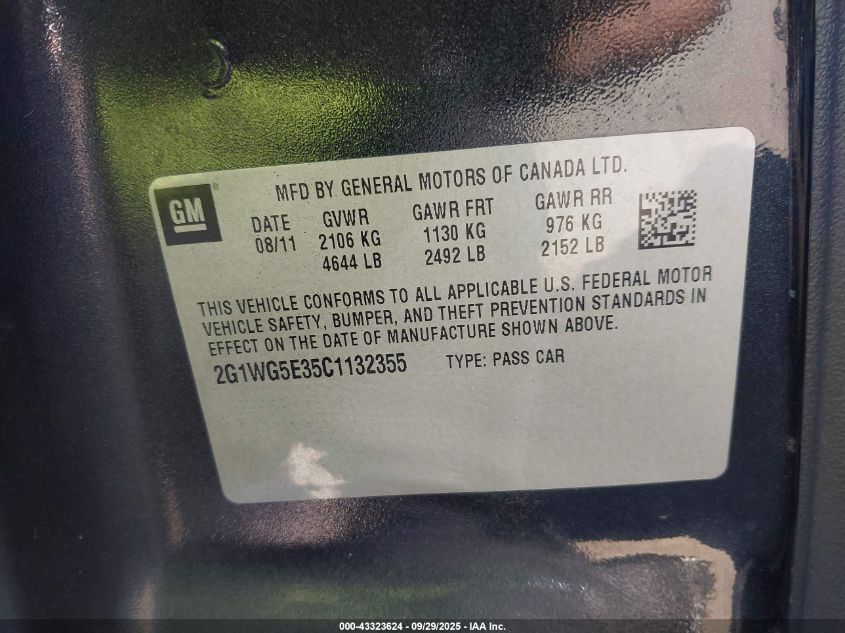 GM®
MFD BY GENERAL MOTORS OF CANADA LTD.
DATE GVWR GAWR FRT GAWR RR
08/11 2106 KG 1130 KG 976 KG
4644 LB 2492 LB 2152 LB
THIS VEHICLE CONFORMS TO ALL APPLICABLE U.S. FEDERAL MOTOR
VEHICLE SAFETY, BUMPER, AND THEFT PREVENTION STANDARDS IN
EFFECT ON THE DATE OF MANUFACTURE SHOWN ABOVE.
2G1WG5E35C1132355 TYPE: PASS CAR
000-43323624 - 09/29/2025 - IAA Inc.